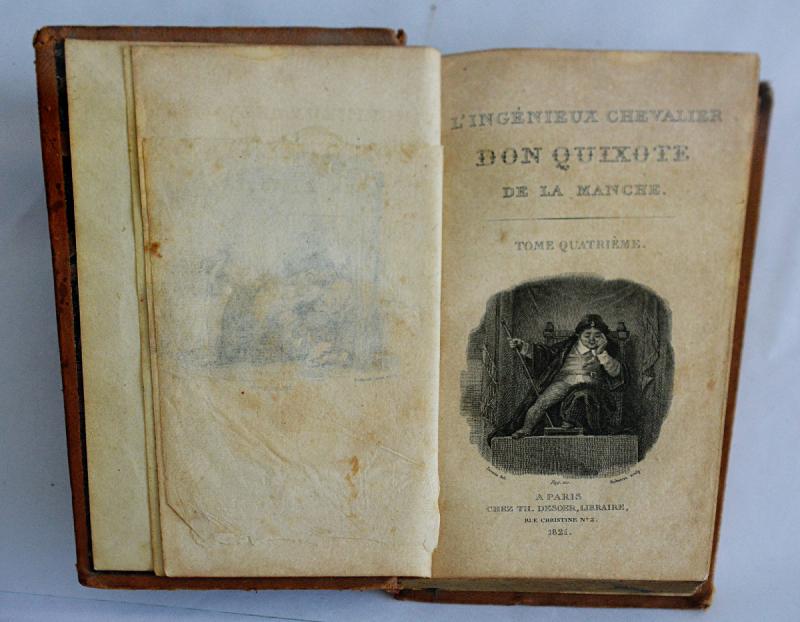 L'INGÉNIEUX CHEVALIER
DON QUIXOTE
DE LA MANCHE.
TOME QUATRIÈME.
A PARIS
CHEZ TH. DESOER, LIBRAIRE,
RUE CHRISTINE N°2.
1821.